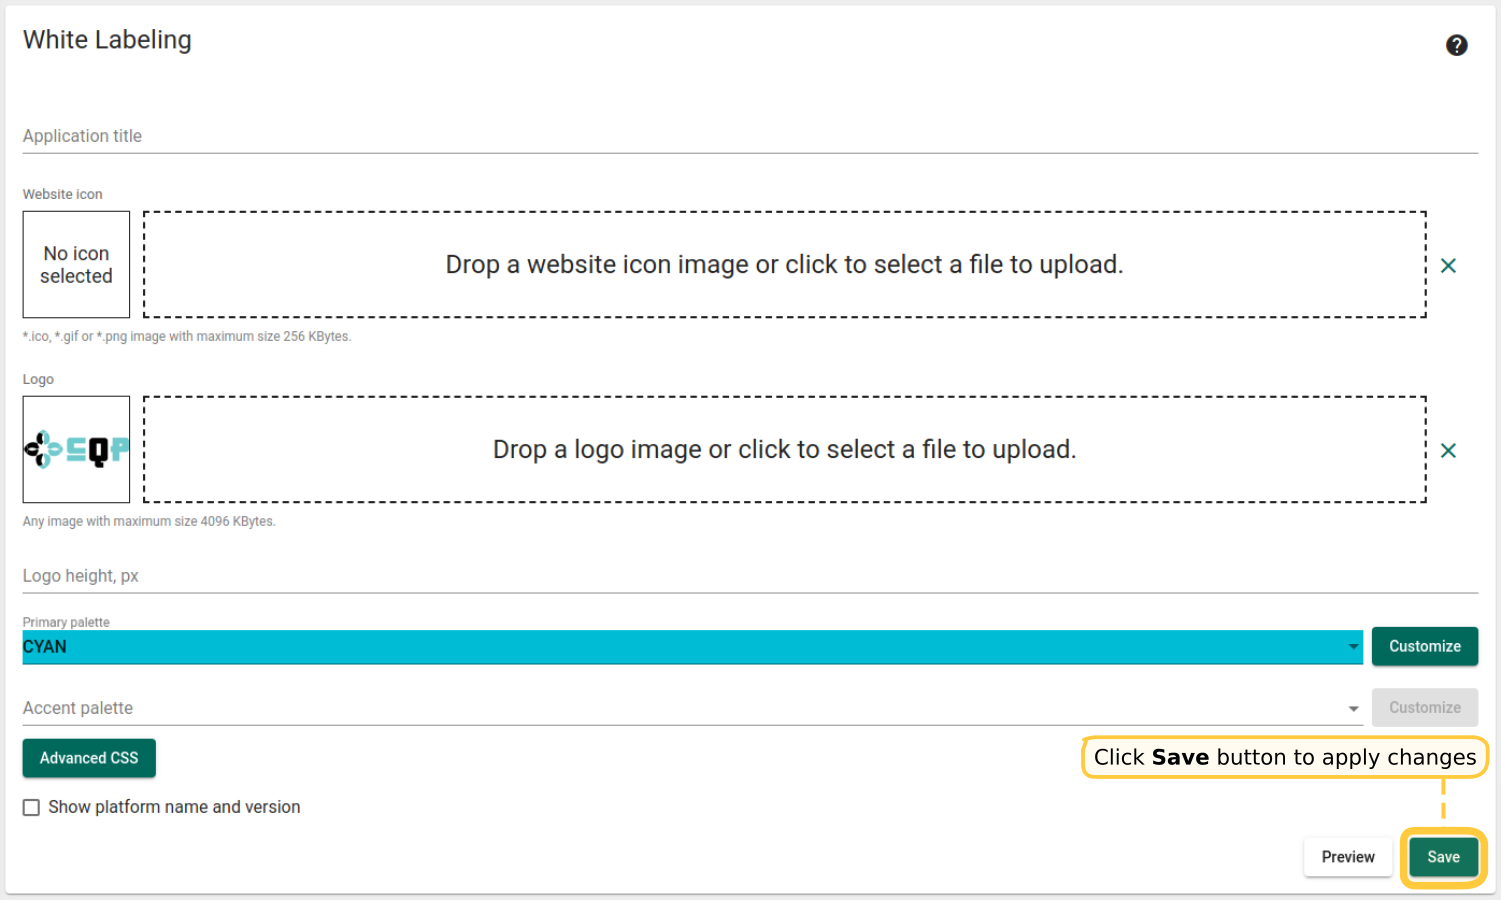 White Labeling
?
Application title
Website icon
No icon
selected
Drop a website icon image or click to select a file to upload.
*.ico, *.gif or *.png image with maximum size 256 KBytes.
Logo
SQP
Drop a logo image or click to select a file to upload.
Any image with maximum size 4096 KBytes.
Logo height, px
Primary palette
CYAN
Customize
Accent palette
Customize
Advanced CSS
Click Save button to apply changes
Show platform name and version
Preview
Save